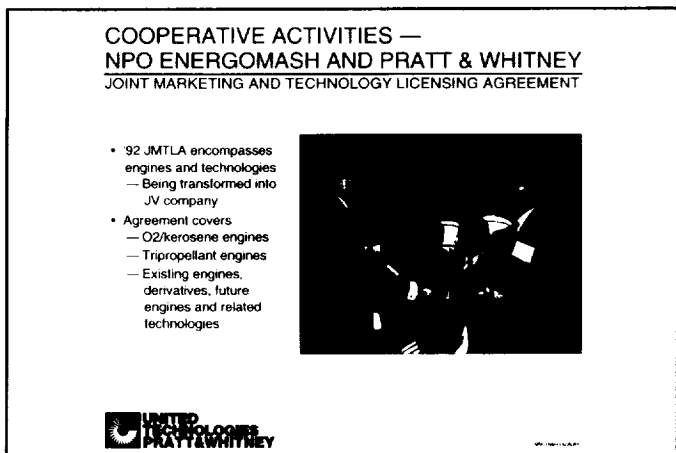 COOPERATIVE ACTIVITIES —
NPO ENERGOMASH AND PRATT & WHITNEY
JOINT MARKETING AND TECHNOLOGY LICENSING AGREEMENT
• '92 JMTLA encompasses
engines and technologies
— Being transformed into
JV company
• Agreement covers
— O2/kerosene engines
— Tripropellant engines
— Existing engines,
derivatives, future
engines and related
technologies
UNITED
TECHNOLOGIES
PRATT&WHITNEY